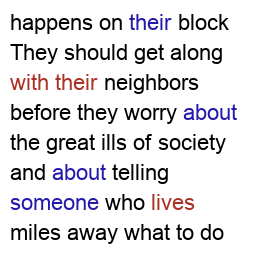 happens on their block
They should get along
with their neighbors
before they worry about
the great ills of society
and about telling
someone who lives
miles away what to do